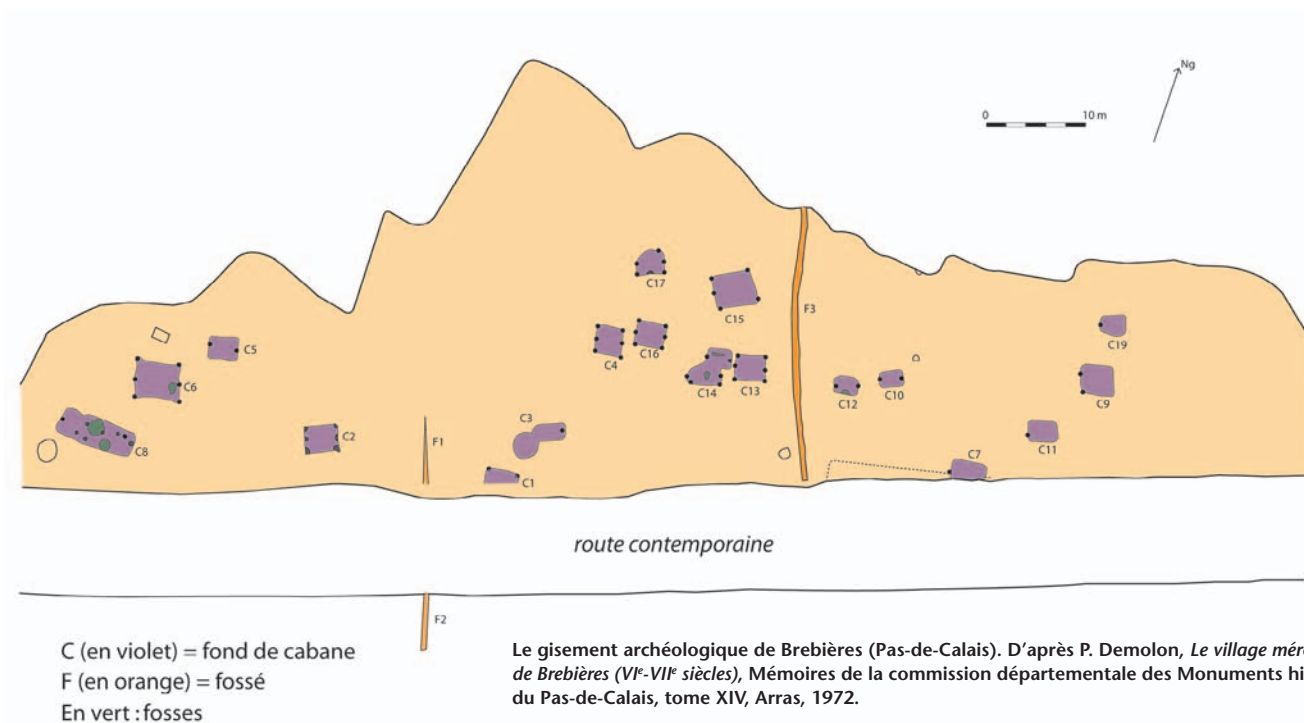 Ng
0 10 m
C17
C15
C5
C4
C16
F3
C19
C6
C14
C13
C12
C10
C9
C3
C8
C2
F1
C11
C1
C7
route contemporaine
F2
C (en violet) = fond de cabane
F (en orange) = fossé
En vert : fosses
Le gisement archéologique de Brebières (Pas-de-Calais). D'après P. Demolon, Le village mér
de Brebières (VIe-VIIe siècles), Mémoires de la commission départementale des Monuments hi
du Pas-de-Calais, tome XIV, Arras, 1972.